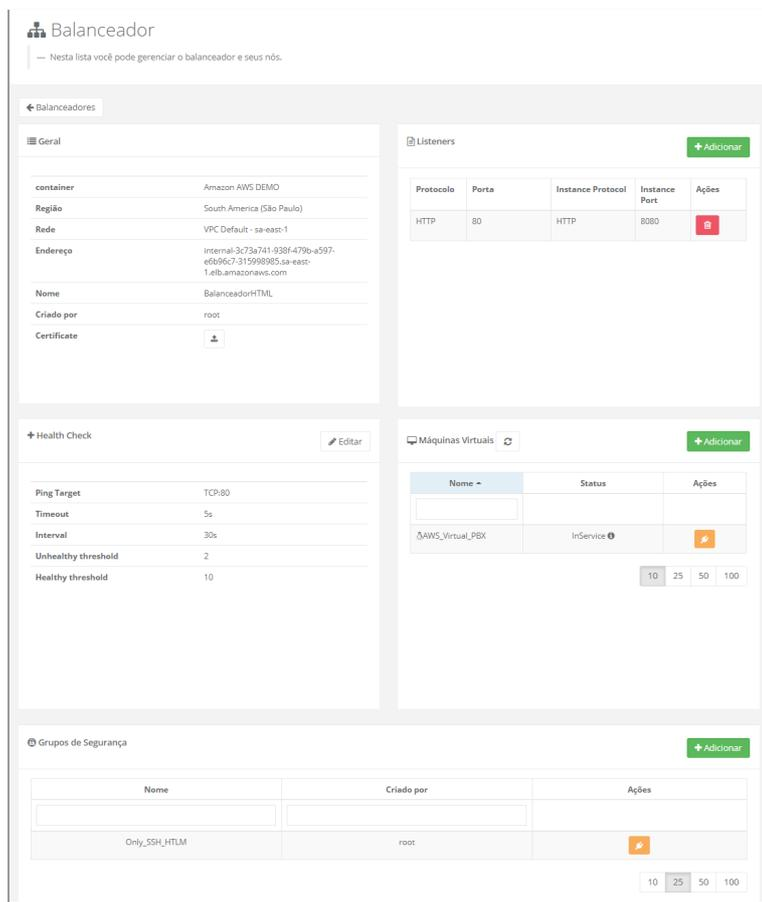 Balanceador
— Nesta lista você pode gerenciar o balanceador e seus nós.
Balanceadores
Geral
container Amazon AWS DEMO
Região South America (São Paulo)
Rede VPC Default - sa-east-1
Endereço internal-3c73a741-938f-479b-a597-
e6b96c7-315998985.sa-east-
1.elb.amazonaws.com
Nome BalanceadorHTML
Criado por root
Certificate
Listeners
Adicionar
Protocolo Porta Instance Protocol Instance Port Ações
HTTP 80 HTTP 8080
Health Check
Editar
Ping Target TCP:80
Timeout 5s
Interval 30s
Unhealthy threshold 2
Healthy threshold 10
Máquinas Virtuais
Adicionar
Nome Status Ações
AWS_Virtual_PBX InService
10 25 50 100
Grupos de Segurança
Adicionar
Nome Criado por Ações
Only_SSH_HTLM root
10 25 50 100